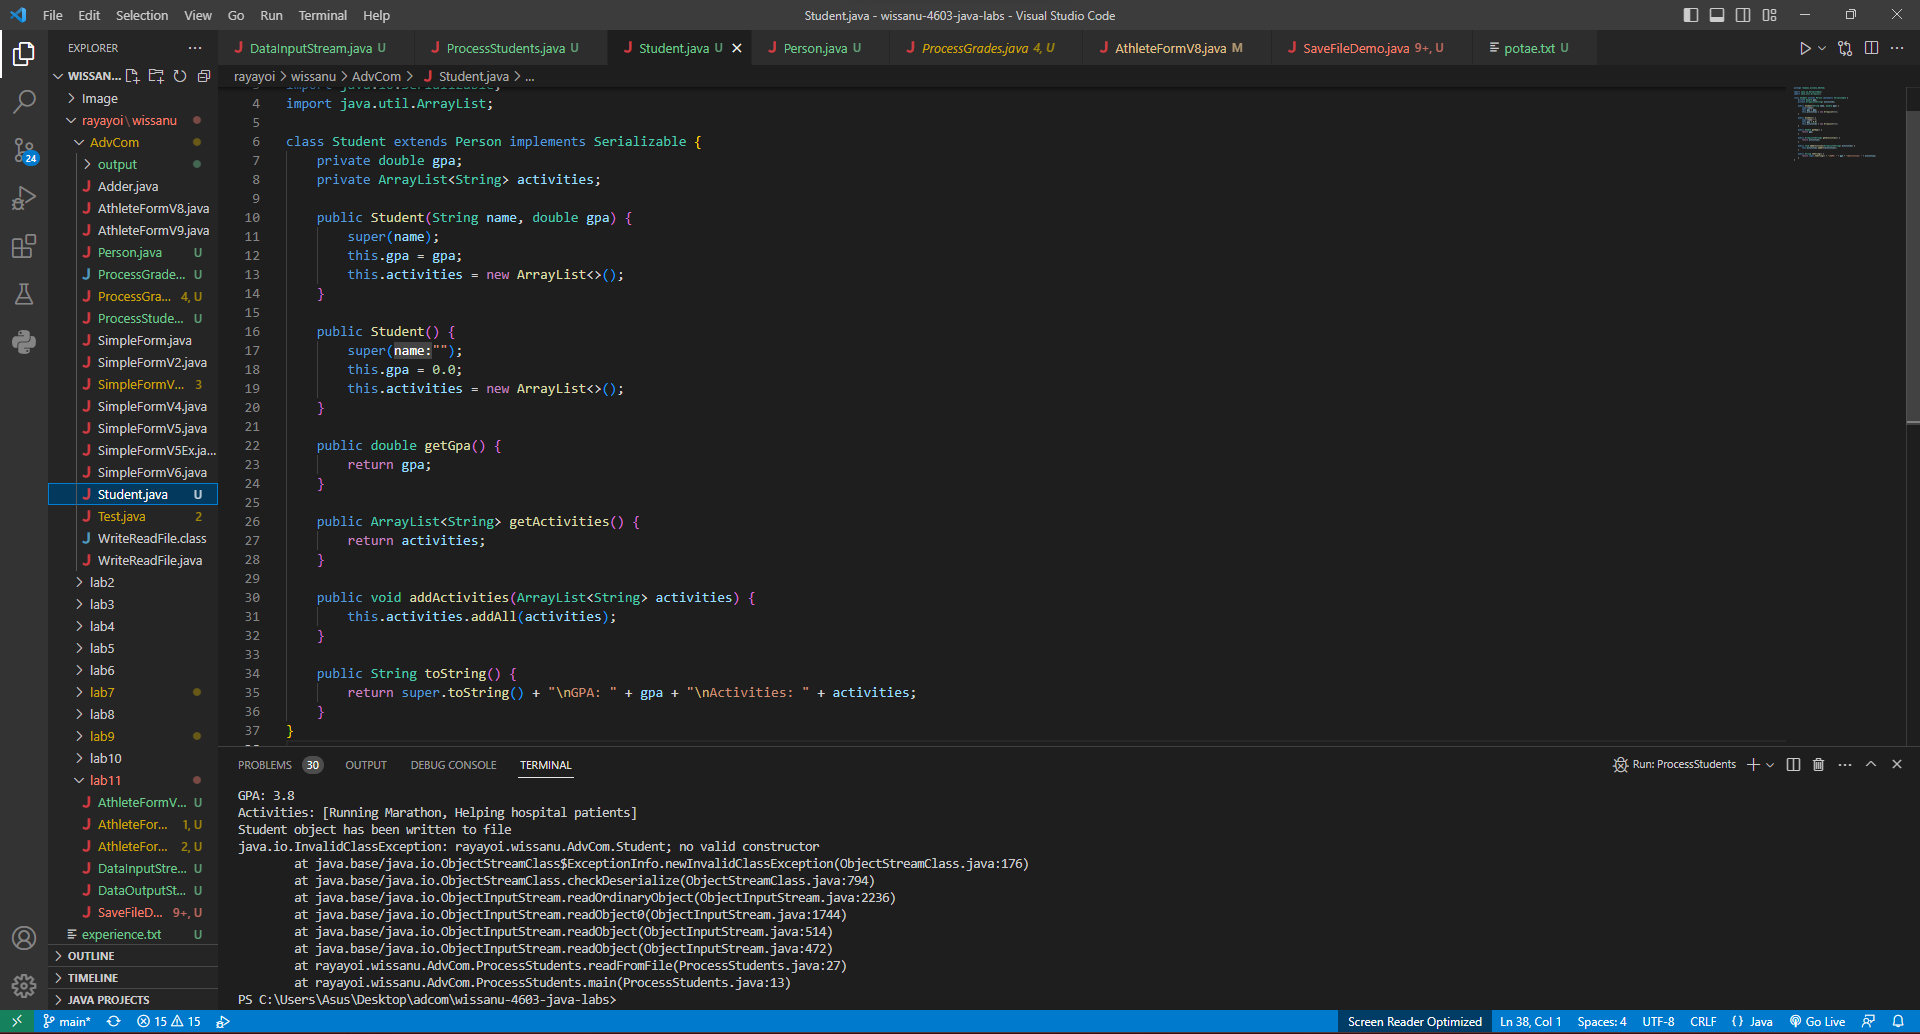 File Edit Selection View Go Run Terminal Help
Student.java - wissanu-4603-java-labs - Visual Studio Code
EXPLORER
DataInputStream.java U
ProcessStudents.java U
Student.java U
Person.java U
ProcessGrades.java 4, U
AthleteFormV8.java M
SaveFileDemo.java 9+, U
potae.txt U
rayayoi > wissanu > AdvCom > Student.java > ...
WISSAN...
Image
rayayoi\wissanu
AdvCom
output
Adder.java
AthleteFormV8.java
AthleteFormV9.java
Person.java U
ProcessGrade... U
ProcessGra... 4, U
ProcessStude... U
SimpleForm.java
SimpleFormV2.java
SimpleFormV... 3
SimpleFormV4.java
SimpleFormV5.java
SimpleFormV5Ex.ja...
SimpleFormV6.java
Student.java U
Test.java 2
WriteReadFile.class
WriteReadFile.java
lab2
lab3
lab4
lab5
lab6
lab7
lab8
lab9
lab10
lab11
AthleteFormV... U
AthleteFor... 1, U
AthleteFor... 2, U
DataInputStre... U
DataOutputSt... U
SaveFileD... 9+, U
experience.txt U
OUTLINE
TIMELINE
JAVA PROJECTS
24
3 import java.io.Serializable;
4 import java.util.ArrayList;
5
6 class Student extends Person implements Serializable {
7 private double gpa;
8 private ArrayList<String> activities;
9
10 public Student(String name, double gpa) {
11 super(name);
12 this.gpa = gpa;
13 this.activities = new ArrayList<>();
14 }
15
16 public Student() {
17 super(name:"");
18 this.gpa = 0.0;
19 this.activities = new ArrayList<>();
20 }
21
22 public double getGpa() {
23 return gpa;
24 }
25
26 public ArrayList<String> getActivities() {
27 return activities;
28 }
29
30 public void addActivities(ArrayList<String> activities) {
31 this.activities.addAll(activities);
32 }
33
34 public String toString() {
35 return super.toString() + "\nGPA: " + gpa + "\nActivities: " + activities;
36 }
37 }
PROBLEMS 30 OUTPUT DEBUG CONSOLE TERMINAL
Run: ProcessStudents
GPA: 3.8
Activities: [Running Marathon, Helping hospital patients]
Student object has been written to file
java.io.InvalidClassException: rayayoi.wissanu.AdvCom.Student; no valid constructor
at java.base/java.io.ObjectStreamClass$ExceptionInfo.newInvalidClassException(ObjectStreamClass.java:176)
at java.base/java.io.ObjectStreamClass.checkDeserialize(ObjectStreamClass.java:794)
at java.base/java.io.ObjectInputStream.readOrdinaryObject(ObjectInputStream.java:2236)
at java.base/java.io.ObjectInputStream.readObject0(ObjectInputStream.java:1744)
at java.base/java.io.ObjectInputStream.readObject(ObjectInputStream.java:514)
at java.base/java.io.ObjectInputStream.readObject(ObjectInputStream.java:472)
at rayayoi.wissanu.AdvCom.ProcessStudents.readFromFile(ProcessStudents.java:27)
at rayayoi.wissanu.AdvCom.ProcessStudents.main(ProcessStudents.java:13)
PS C:\Users\Asus\Desktop\adcom\wissanu-4603-java-labs>
main* 15 15
Screen Reader Optimized Ln 38, Col 1 Spaces: 4 UTF-8 CRLF {} Java Go Live